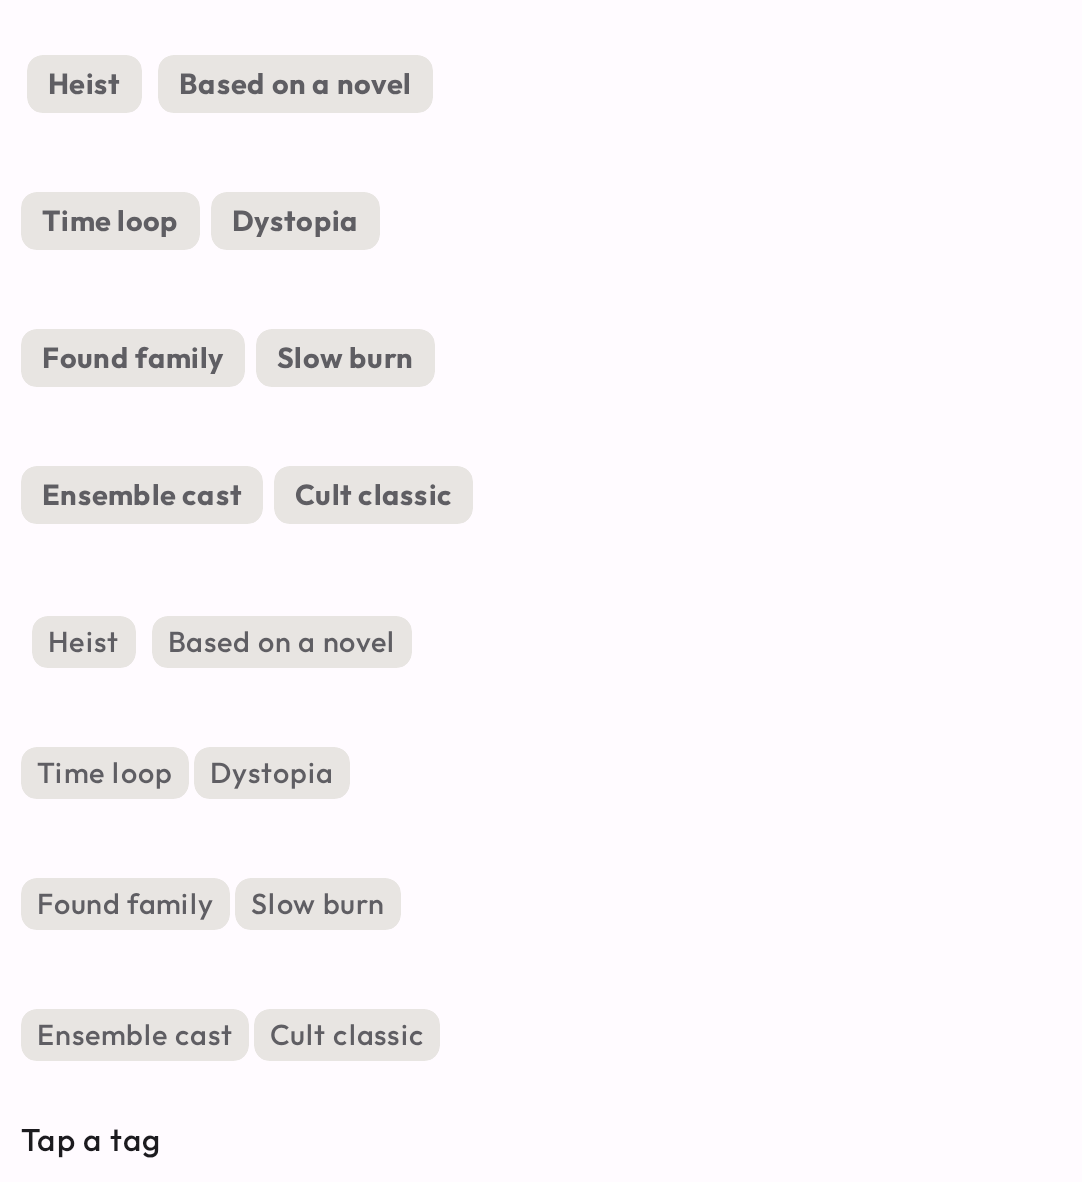 Heist Based on a novel
Time loop Dystopia
Found family Slow burn
Ensemble cast Cult classic
Heist Based on a novel
Time loop Dystopia
Found family Slow burn
Ensemble cast Cult classic
Tap a tag